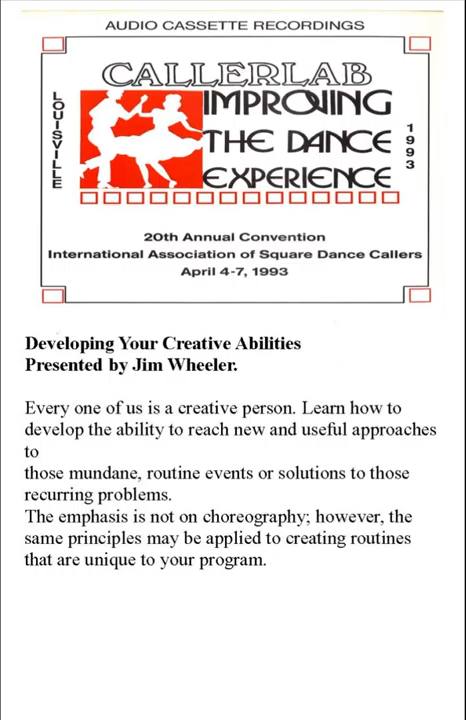 AUDIO CASSETTE RECORDINGS
CALLERLAB
LOUISVILLE
IMPROVING
THE DANCE
EXPERIENCE
1993
20th Annual Convention
International Association of Square Dance Callers
April 4-7, 1993
Developing Your Creative Abilities
Presented by Jim Wheeler.
Every one of us is a creative person. Learn how to
develop the ability to reach new and useful approaches
to
those mundane, routine events or solutions to those
recurring problems.
The emphasis is not on choreography; however, the
same principles may be applied to creating routines
that are unique to your program.